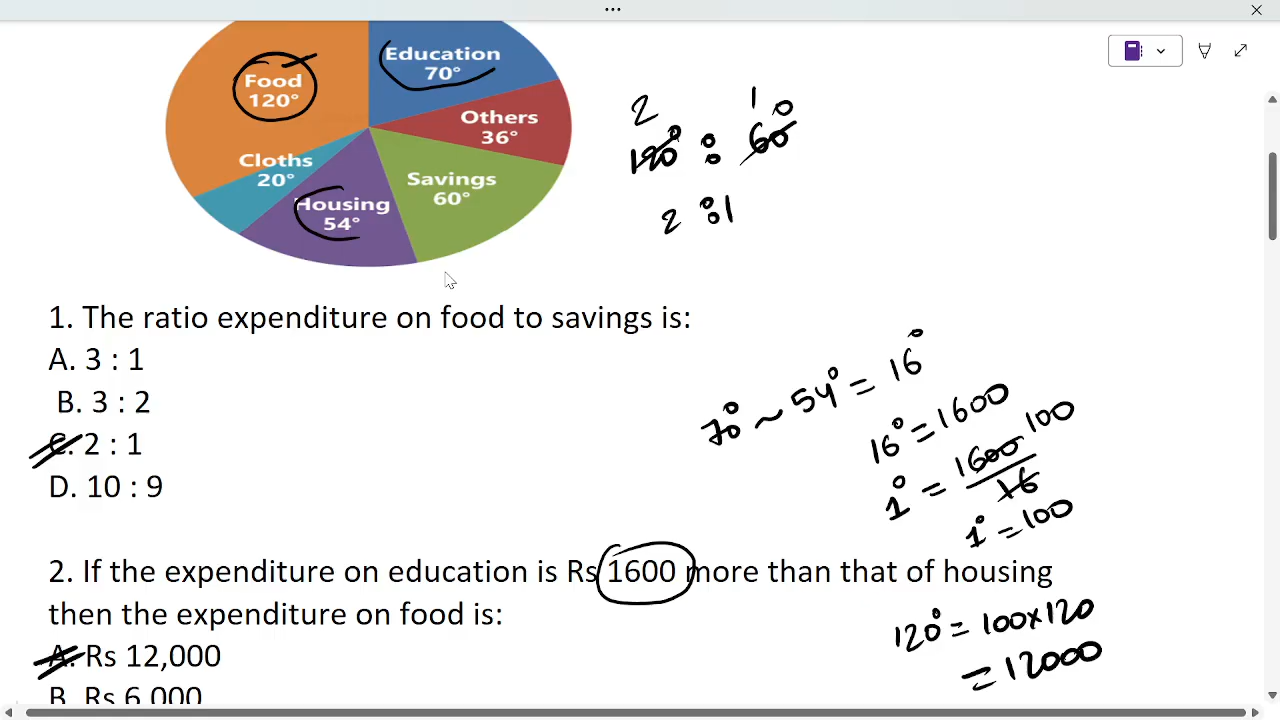 Education
70°
Food
120°
Others
36°
Cloths
20°
Savings
60°
Housing
54°
2 1
120° : 60°
2 : 1
1. The ratio expenditure on food to savings is:
A. 3 : 1
B. 3 : 2
C. 2 : 1
D. 10 : 9
70° ~ 54° = 16°
16° = 1600
1° = 1600/16 100
1° = 100
2. If the expenditure on education is Rs 1600 more than that of housing
then the expenditure on food is:
A. Rs 12,000
B. Rs 6,000
120° = 100×120
= 12000